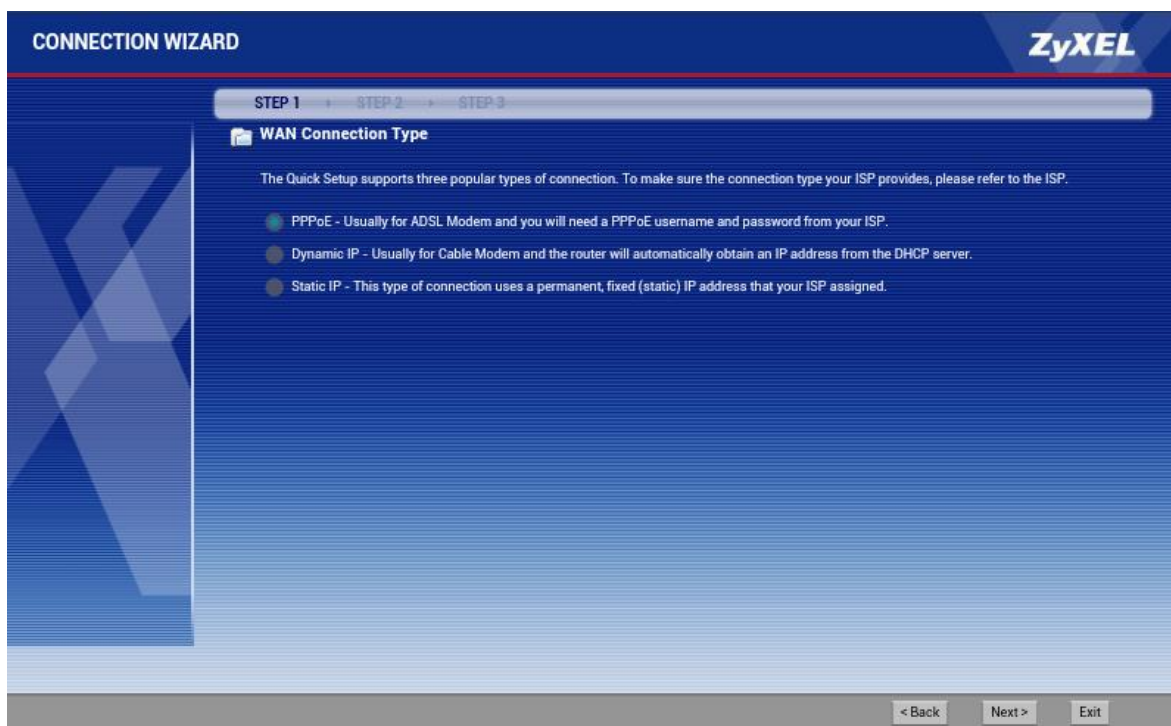 CONNECTION WIZARD
ZyXEL
STEP 1 STEP 2 STEP 3
WAN Connection Type
The Quick Setup supports three popular types of connection. To make sure the connection type your ISP provides, please refer to the ISP.
PPPoE - Usually for ADSL Modem and you will need a PPPoE username and password from your ISP.
Dynamic IP - Usually for Cable Modem and the router will automatically obtain an IP address from the DHCP server.
Static IP - This type of connection uses a permanent, fixed (static) IP address that your ISP assigned.
< Back Next > Exit